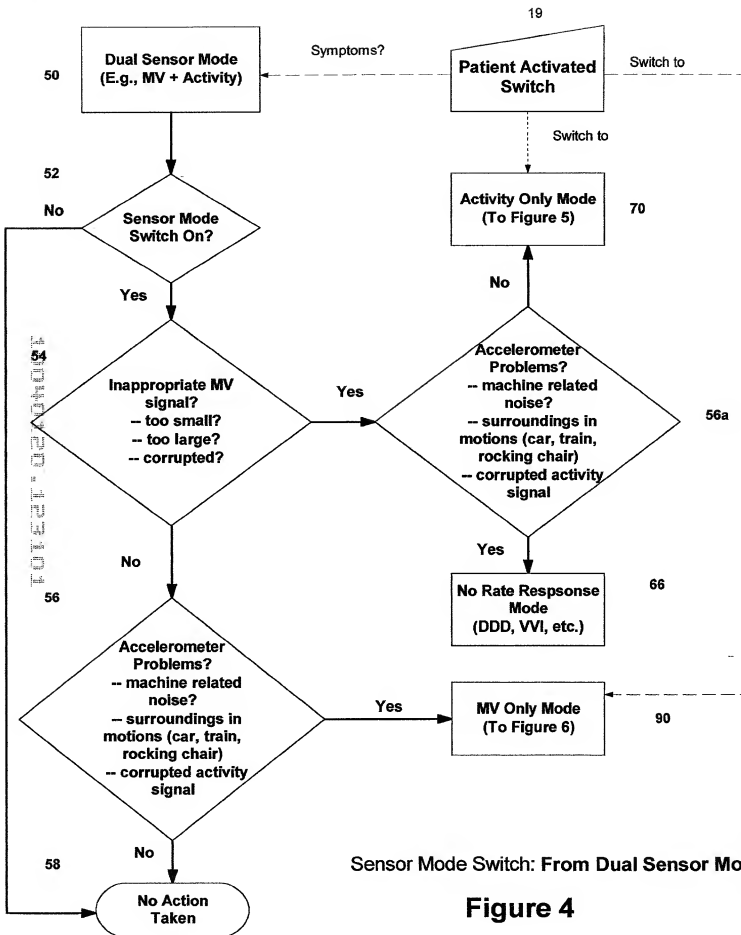 19
50
Dual Sensor Mode
(E.g., MV + Activity)
Symptoms?
Patient Activated
Switch
Switch to
Switch to
52
No
Sensor Mode
Switch On?
Activity Only Mode
(To Figure 5)
70
Yes
No
54
Inappropriate MV
signal?
-- too small?
-- too large?
-- corrupted?
Yes
Accelerometer
Problems?
-- machine related
noise?
-- surroundings in
motions (car, train,
rocking chair)
-- corrupted activity
signal
56a
No
Yes
56
No Rate Respsonse
Mode
(DDD, VVI, etc.)
66
Accelerometer
Problems?
-- machine related
noise?
-- surroundings in
motions (car, train,
rocking chair)
-- corrupted activity
signal
Yes
MV Only Mode
(To Figure 6)
90
58
No
No Action
Taken
Sensor Mode Switch: From Dual Sensor Mo
Figure 4